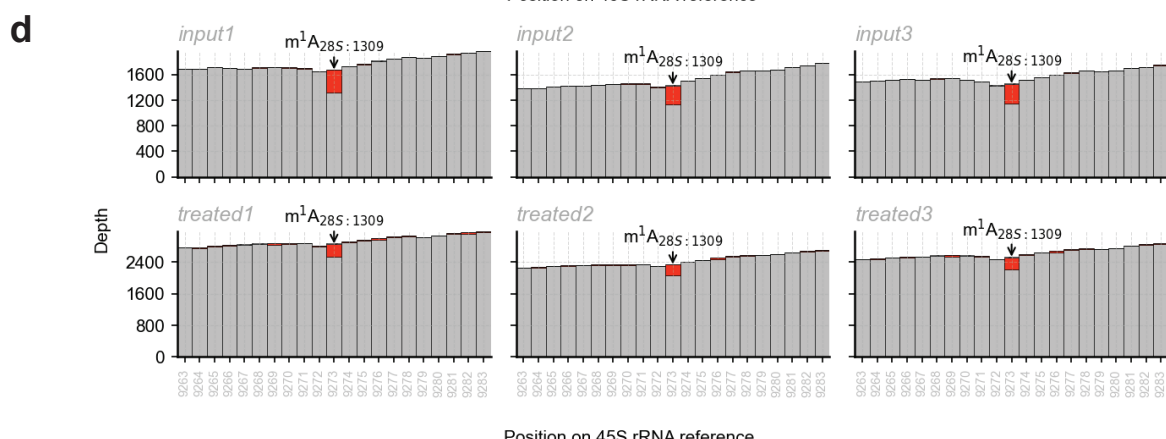 d
input1
m¹A₂₈S:₁₃₀₉
1600
1200
800
400
0
input2
m¹A₂₈S:₁₃₀₉
input3
m¹A₂₈S:₁₃₀₉
Depth
treated1
m¹A₂₈S:₁₃₀₉
2400
1600
800
0
treated2
m¹A₂₈S:₁₃₀₉
treated3
m¹A₂₈S:₁₃₀₉
9263 9264 9265 9266 9267 9268 9269 9270 9271 9272 9273 9274 9275 9276 9277 9278 9279 9280 9281 9282 9283
9263 9264 9265 9266 9267 9268 9269 9270 9271 9272 9273 9274 9275 9276 9277 9278 9279 9280 9281 9282 9283
9263 9264 9265 9266 9267 9268 9269 9270 9271 9272 9273 9274 9275 9276 9277 9278 9279 9280 9281 9282 9283
Position on 45S rRNA reference